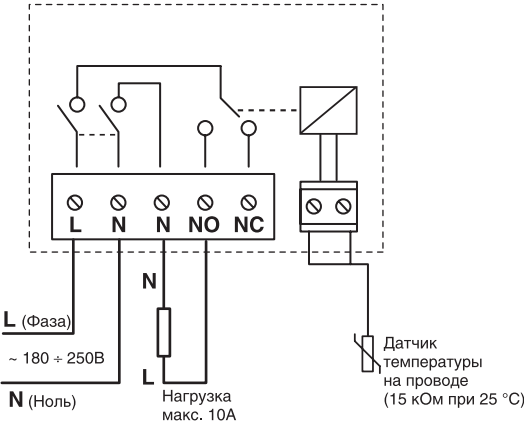 L N N NO NC
N
L (Фаза)
~ 180 ÷ 250В
N (Ноль)
L
Нагрузка
макс. 10А
Датчик
температуры
на проводе
(15 кОм при 25 °C)